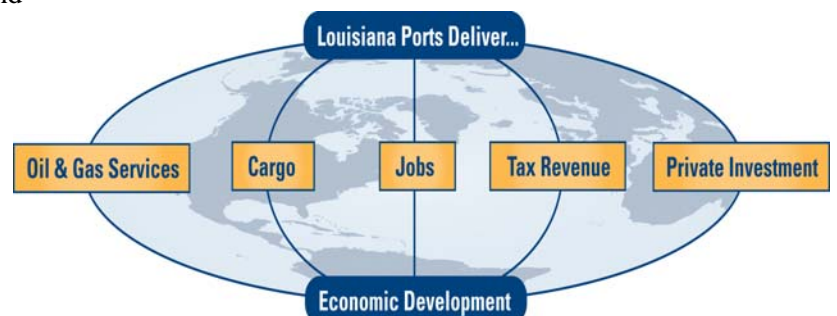 Louisiana Ports Deliver...
Oil & Gas Services
Cargo
Jobs
Tax Revenue
Private Investment
Economic Development